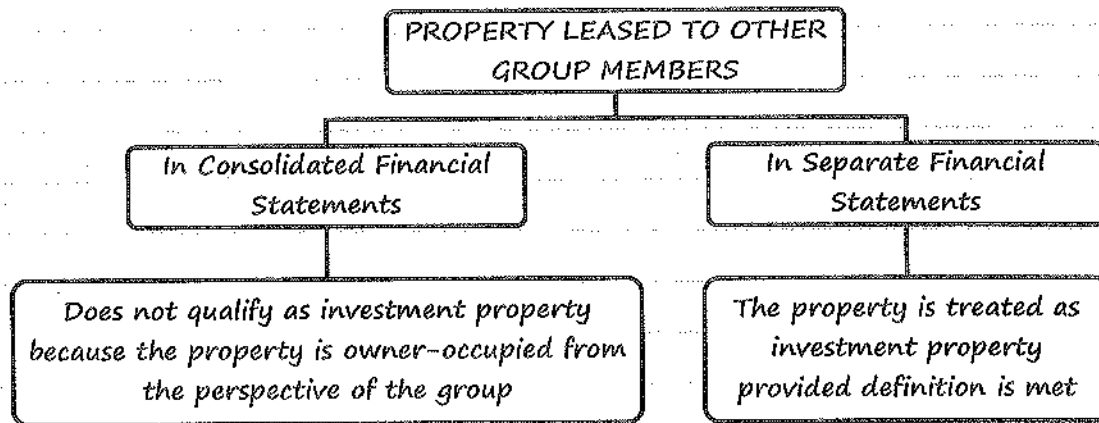 PROPERTY LEASED TO OTHER
GROUP MEMBERS
In Consolidated Financial
Statements
In Separate Financial
Statements
Does not qualify as investment property
because the property is owner-occupied from
the perspective of the group
The property is treated as
investment property
provided definition is met